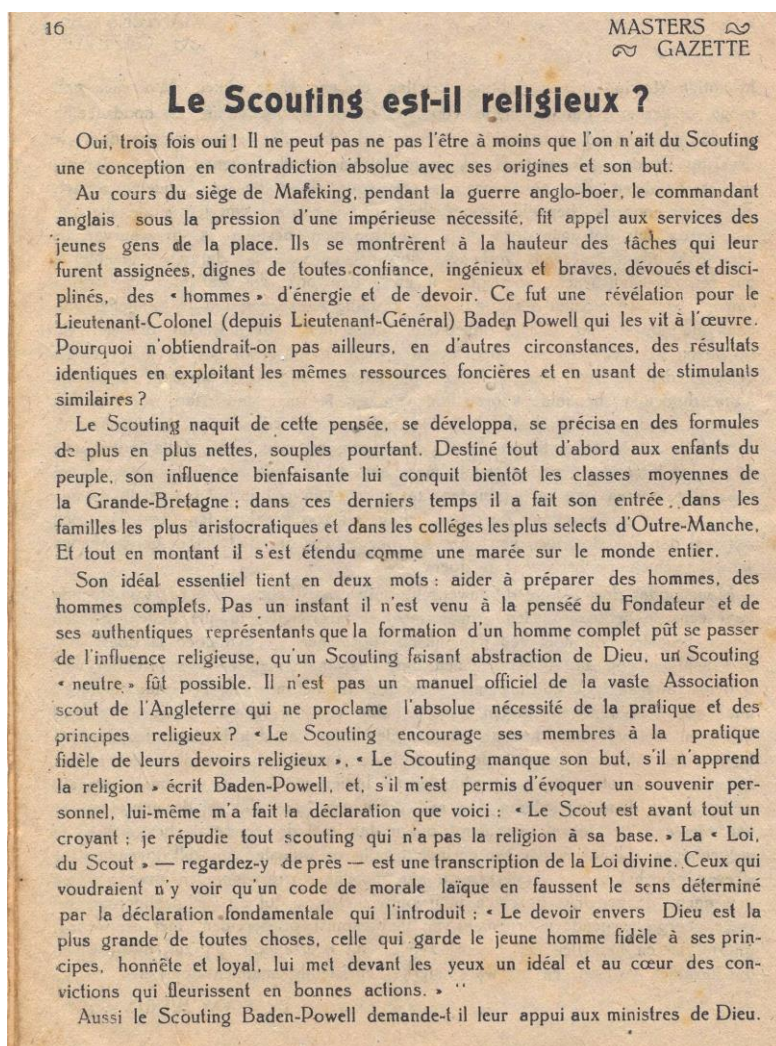 16
MASTERS
GAZETTE
Le Scouting est-il religieux ?
Oui, trois fois oui ! Il ne peut pas ne pas l'être à moins que l'on n'ait du Scouting
une conception en contradiction absolue avec ses origines et son but.
Au cours du siège de Mafeking, pendant la guerre anglo-boer, le commandant
anglais sous la pression d'une impérieuse nécessité, fit appel aux services des
jeunes gens de la place. Ils se montrèrent à la hauteur des tâches qui leur
furent assignées, dignes de toutes confiance, ingénieux et braves, dévoués et disci-
plinés, des « hommes » d'énergie et de devoir. Ce fut une révélation pour le
Lieutenant-Colonel (depuis Lieutenant-Général) Baden Powell qui les vit à l'œuvre.
Pourquoi n'obtiendrait-on pas ailleurs, en d'autres circonstances, des résultats
identiques en exploitant les mêmes ressources foncières et en usant de stimulants
similaires ?
Le Scouting naquit de cette pensée, se développa, se précisa en des formules
de plus en plus nettes, souples pourtant. Destiné tout d'abord aux enfants du
peuple, son influence bienfaisante lui conquit bientôt les classes moyennes de
la Grande-Bretagne ; dans ces derniers temps il a fait son entrée dans les
familles les plus aristocratiques et dans les colléges les plus selects d'Outre-Manche,
Et tout en montant il s'est étendu comme une marée sur le monde entier.
Son idéal essentiel tient en deux mots : aider à préparer des hommes, des
hommes complets. Pas un instant il n'est venu à la penséé du Fondateur et de
ses authentiques représentants que la formation d'un homme complet pût se passer
de l'influence religieuse, qu'un Scouting faisant abstraction de Dieu, un Scouting
« neutre » fût possible. Il n'est pas un manuel officiel de la vaste Association
scout de l'Angleterre qui ne proclame l'absolue nécessité de la pratique et des
principes religieux ? « Le Scouting encourage ses membres à la pratique
fidèle de leurs devoirs religieux », « Le Scouting manque son but, s'il n'apprend
la religion » écrit Baden-Powell, et, s'il m'est permis d'évoquer un souvenir per-
sonnel, lui-même m'a fait la déclaration que voici : « Le Scout est avant tout un
croyant ; je répudie tout scouting qui n'a pas la religion à sa base. » La « Loi,
du Scout » — regardez-y de près — est une transcription de la Loi divine. Ceux qui
voudraient n'y voir qu'un code de morale laïque en faussent le sens déterminé
par la déclaration fondamentale qui l'introduit : « Le devoir envers Dieu est la
plus grande de toutes choses, celle qui garde le jeune homme fidèle à ses prin-
cipes, honnête et loyal, lui met devant les yeux un idéal et au cœur des con-
victions qui fleurissent en bonnes actions. » "
Aussi le Scouting Baden-Powell demande-t il leur appui aux ministres de Dieu.